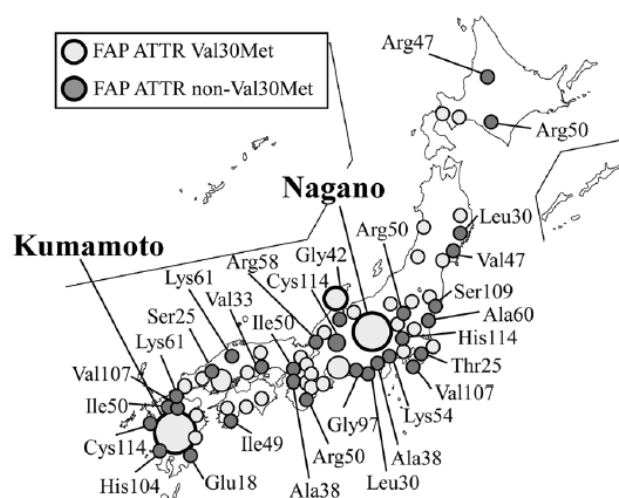 FAP ATTR Val30Met
FAP ATTR non-Val30Met
Arg47
Arg50
Nagano
Arg50
Leu30
Kumamoto
Gly42
Val47
Lys61
Arg58
Cys114
Val33
Ser109
Ser25
Ile50
Ala60
Lys61
His114
Val107
Thr25
Ile50
Val107
Lys54
Cys114
Gly97
Ile49
Ala38
Arg50
His104
Glu18
Leu30
Ala38